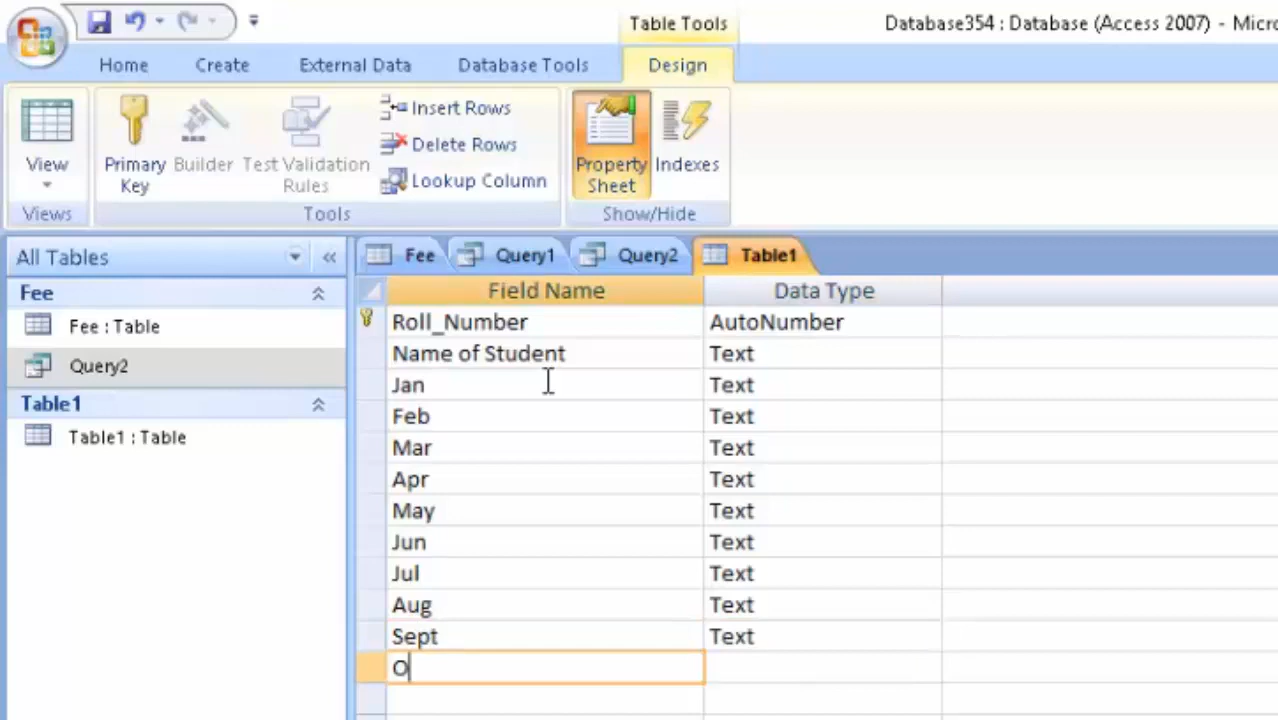 Table Tools
Database354 : Database (Access 2007) - Micro
Home Create External Data Database Tools Design
View
Primary Key
Builder
Test Validation Rules
Insert Rows
Delete Rows
Lookup Column
Property Sheet
Indexes
Views Tools Show/Hide
All Tables «
Fee Query1 Query2 Table1
Fee
Fee : Table
Query2
Table1
Table1 : Table
Field Name Data Type
Roll_Number AutoNumber
Name of Student Text
Jan Text
Feb Text
Mar Text
Apr Text
May Text
Jun Text
Jul Text
Aug Text
Sept Text
O